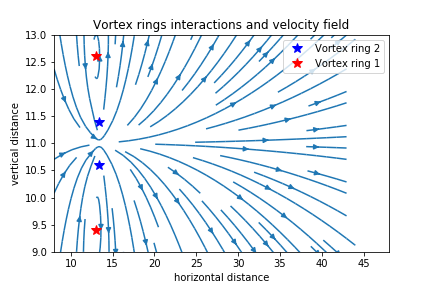 Vortex rings interactions and velocity field
Vortex ring 2
Vortex ring 1
vertical distance
13.0
12.5
12.0
11.5
11.0
10.5
10.0
9.5
9.0
10 15 20 25 30 35 40 45
horizontal distance